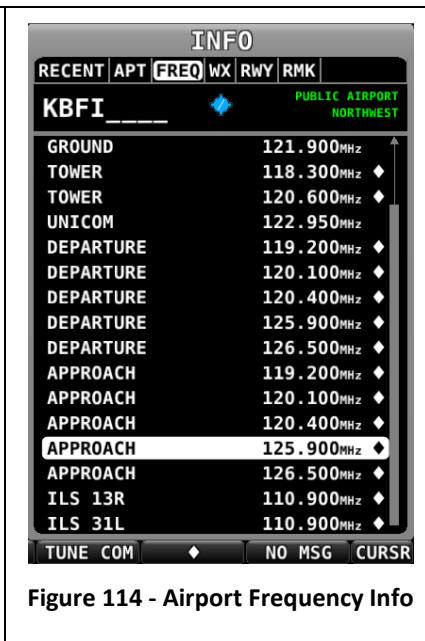 INFO
RECENT APT FREQ WX RWY RMK
KBFI____ PUBLIC AIRPORT
NORTHWEST
GROUND 121.900MHz
TOWER 118.300MHz ♦
TOWER 120.600MHz ♦
UNICOM 122.950MHz
DEPARTURE 119.200MHz ♦
DEPARTURE 120.100MHz ♦
DEPARTURE 120.400MHz ♦
DEPARTURE 125.900MHz ♦
DEPARTURE 126.500MHz ♦
APPROACH 119.200MHz ♦
APPROACH 120.100MHz ♦
APPROACH 120.400MHz ♦
APPROACH 125.900MHz ♦
APPROACH 126.500MHz ♦
ILS 13R 110.900MHz ♦
ILS 31L 110.900MHz ♦
TUNE COM ♦ NO MSG CURSR
Figure 114 - Airport Frequency Info